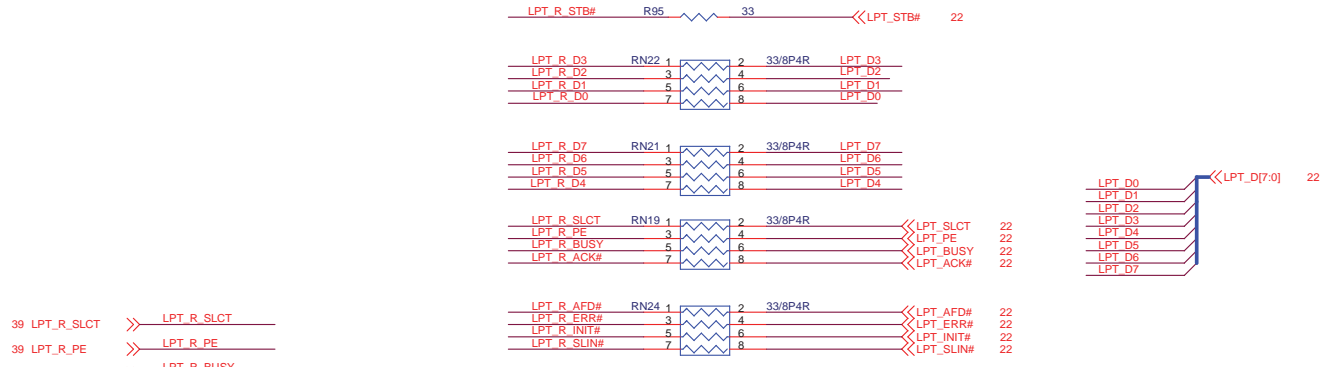 LPT_R_STB# R95 33 LPT_STB# 22
LPT_R_D3 RN22 1 2 33/8P4R LPT_D3
LPT_R_D2 3 4 LPT_D2
LPT_R_D1 5 6 LPT_D1
LPT_R_D0 7 8 LPT_D0
LPT_R_D7 RN21 1 2 33/8P4R LPT_D7
LPT_R_D6 3 4 LPT_D6
LPT_R_D5 5 6 LPT_D5
LPT_R_D4 7 8 LPT_D4
LPT_D[7:0] 22
LPT_D0
LPT_D1
LPT_D2
LPT_D3
LPT_D4
LPT_D5
LPT_D6
LPT_D7
LPT_R_SLCT RN19 1 2 33/8P4R LPT_SLCT 22
LPT_R_PE 3 4 LPT_PE 22
LPT_R_BUSY 5 6 LPT_BUSY 22
LPT_R_ACK# 7 8 LPT_ACK# 22
LPT_R_AFD# RN24 1 2 33/8P4R LPT_AFD# 22
LPT_R_ERR# 3 4 LPT_ERR# 22
LPT_R_INIT# 5 6 LPT_INIT# 22
LPT_R_SLIN# 7 8 LPT_SLIN# 22
39 LPT_R_SLCT LPT_R_SLCT
39 LPT_R_PE LPT_R_PE
LPT_R_BUSY